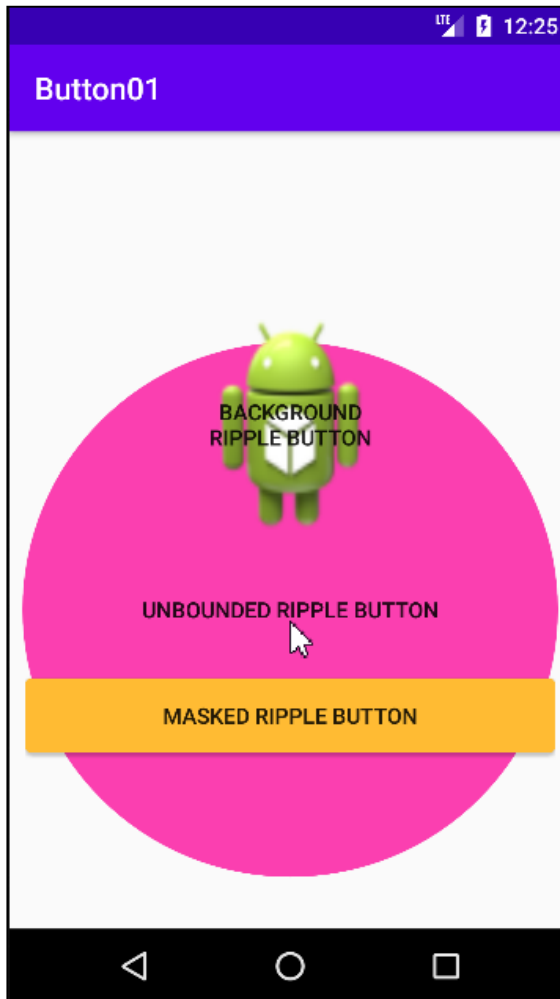 LTE 12:25
Button01
BACKGROUND
RIPPLE BUTTON
UNBOUNDED RIPPLE BUTTON
MASKED RIPPLE BUTTON